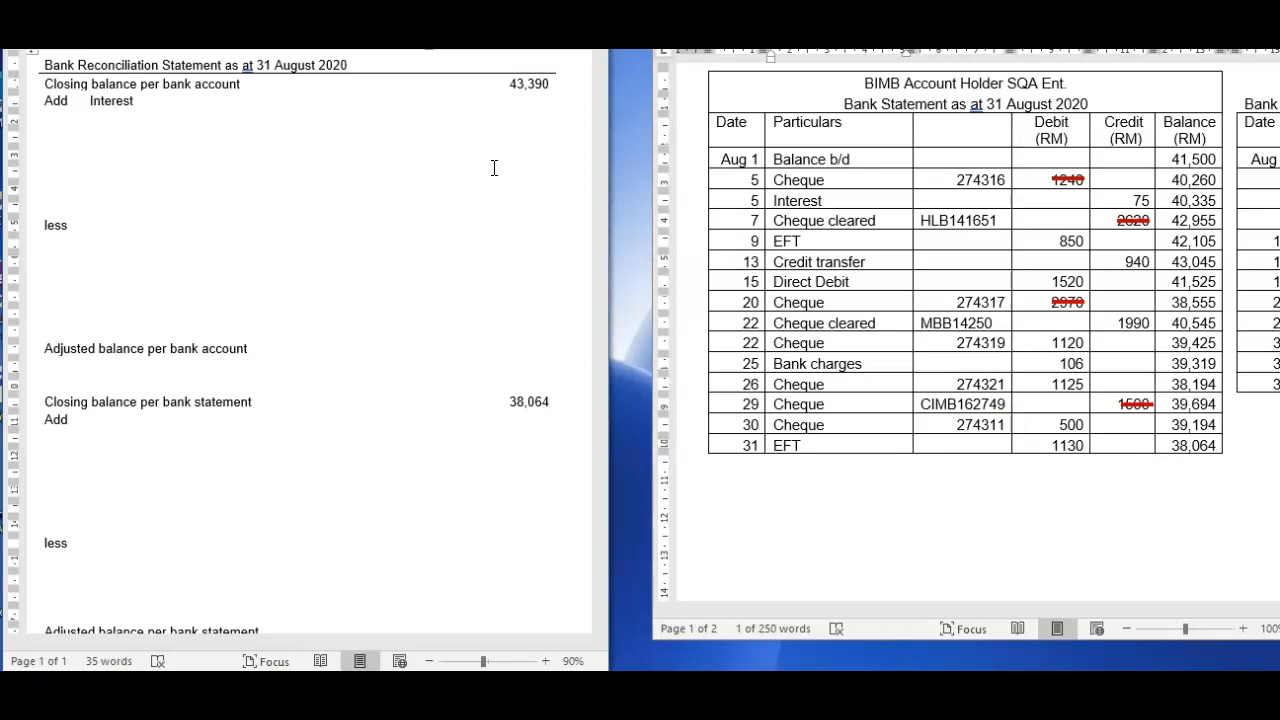 Bank Reconciliation Statement as at 31 August 2020
Closing balance per bank account 43,390
Add Interest
less
Adjusted balance per bank account
Closing balance per bank statement 38,064
Add
less
Adjusted balance per bank statement
Page 1 of 1 35 words Focus 90%
BIMB Account Holder SQA Ent.
Bank Statement as at 31 August 2020
Date Particulars Debit (RM) Credit (RM) Balance (RM)
Aug 1 Balance b/d 41,500
5 Cheque 274316 1240 40,260
5 Interest 75 40,335
7 Cheque cleared HLB141651 2620 42,955
9 EFT 850 42,105
13 Credit transfer 940 43,045
15 Direct Debit 1520 41,525
20 Cheque 274317 2970 38,555
22 Cheque cleared MBB14250 1990 40,545
22 Cheque 274319 1120 39,425
25 Bank charges 106 39,319
26 Cheque 274321 1125 38,194
29 Cheque CIMB162749 1500 39,694
30 Cheque 274311 500 39,194
31 EFT 1130 38,064
Bank
Date
Aug
Page 1 of 2 1 of 250 words Focus 100%